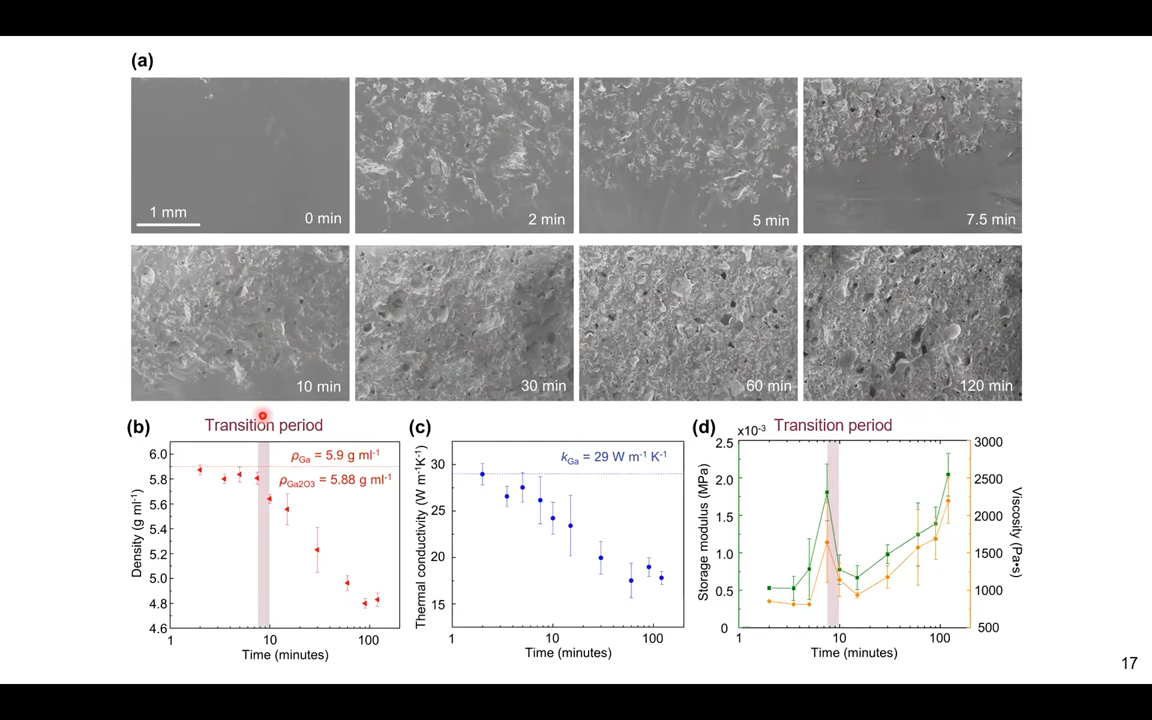 (a)
1 mm
0 min
2 min
5 min
7.5 min
10 min
30 min
60 min
120 min
(b)
Transition period
ρGa = 5.9 g ml⁻¹
ρGa2O3 = 5.88 g ml⁻¹
Density (g ml⁻¹)
6.0
5.8
5.6
5.4
5.2
5.0
4.8
4.6
1
10
100
Time (minutes)
(c)
kGa = 29 W m⁻¹ K⁻¹
Thermal conductivity (W m⁻¹K⁻¹)
30
25
20
15
1
10
100
Time (minutes)
(d)
Transition period
x10⁻³
Storage modulus (MPa)
2.5
2.0
1.5
1.0
0.5
0
3000
2500
2000
1500
1000
500
Viscosity (Pa•s)
1
10
100
Time (minutes)
17